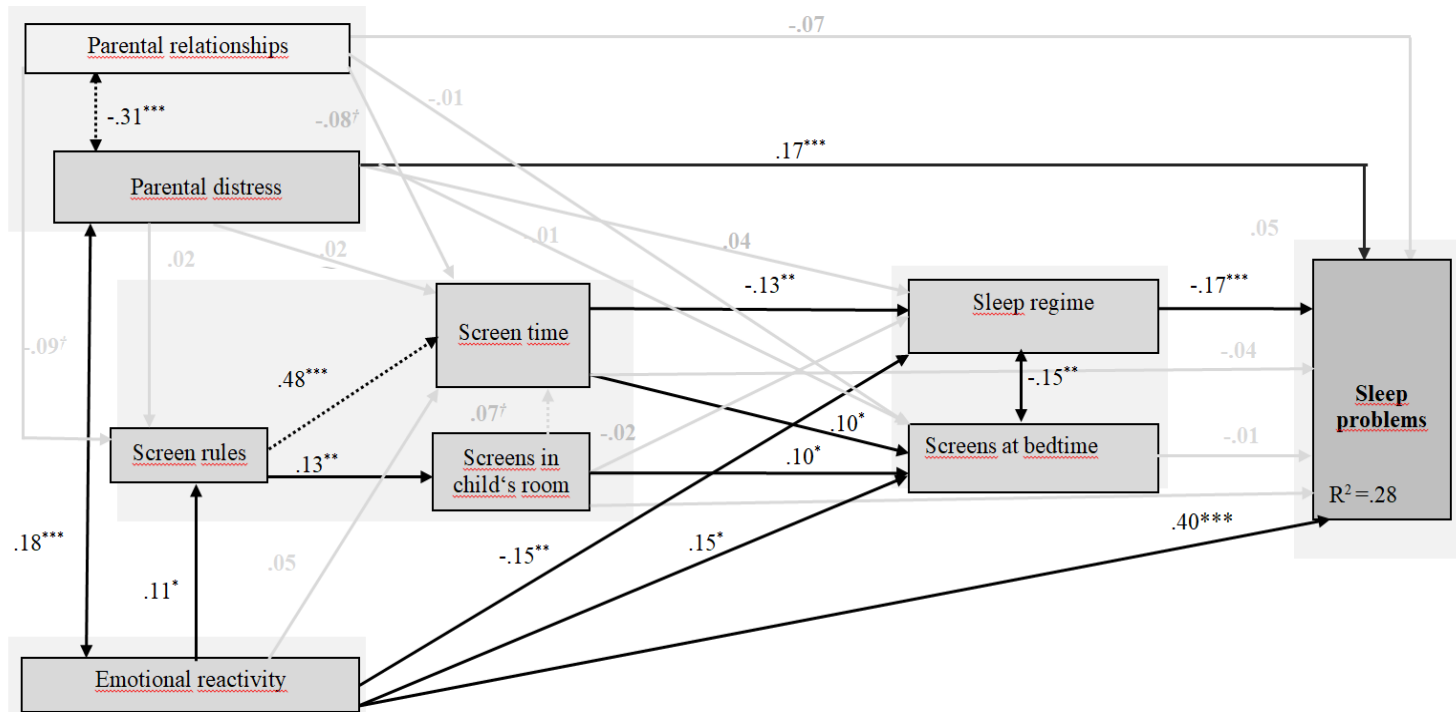 Parental relationships
-.07
-.01
-.31***
-.08†
.17***
Parental distress
.02
.02
-.01
.04
.05
-.13**
Sleep regime
-.17***
Screen time
-.09†
.48***
-.04
-.15**
Sleep
problems
.07†
-.02
.10*
Screen rules
.13**
Screens in
child‘s room
.10*
Screens at bedtime
-.01
R² =.28
.18***
.05
-.15**
.15*
.40***
.11*
Emotional reactivity